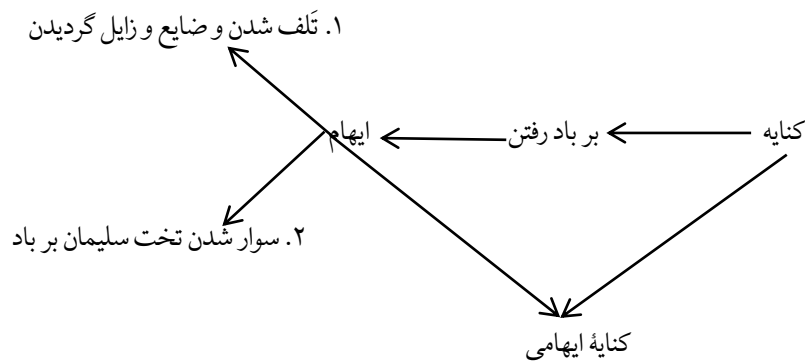 ۱. تَلف شدن و ضایع و زایل گردیدن
کنایه
بر باد رفتن
ایهام
۲. سوار شدن تخت سلیمان بر باد
کنایهٔ ایهامی